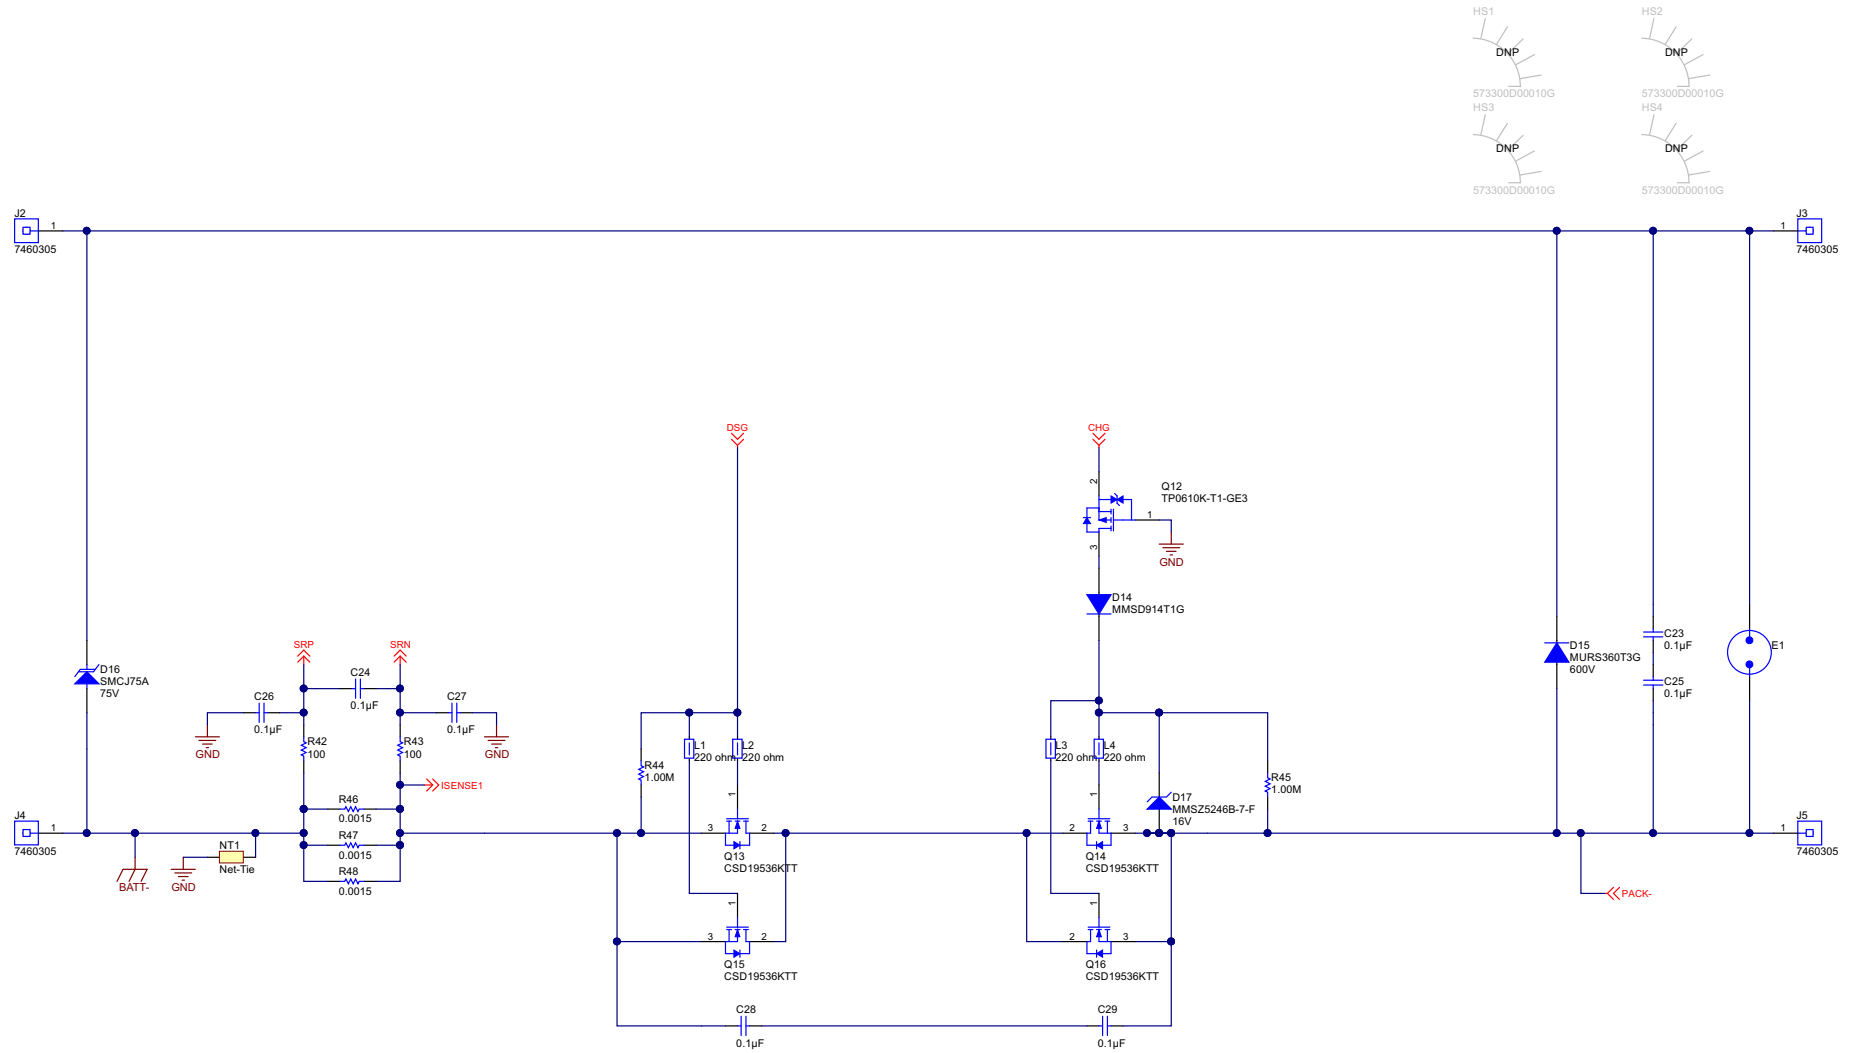 HS1
HS2
DNP
DNP
573300D00010G
573300D00010G
HS3
HS4
DNP
DNP
573300D00010G
573300D00010G
J2
1
7460305
J3
1
7460305
DSG
CHG
2
Q12
TP0610K-T1-GE3
1
3
GND
D14
MMSD914T1G
D16
SMCJ75A
75V
SRP
SRN
C24
0.1µF
C26
0.1µF
C27
0.1µF
GND
GND
R42
100
R43
100
ISENSE1
R46
0.0015
R47
0.0015
R48
0.0015
J4
1
7460305
BATT-
GND
NT1
Net-Tie
R44
1.00M
L1
220 ohm
L2
220 ohm
1
3
2
Q13
CSD19536KTT
1
3
2
Q15
CSD19536KTT
C28
0.1µF
L3
220 ohm
L4
220 ohm
1
2
3
Q14
CSD19536KTT
D17
MMSZ5246B-7-F
16V
R45
1.00M
1
2
3
Q16
CSD19536KTT
C29
0.1µF
D15
MURS360T3G
600V
C23
0.1µF
C25
0.1µF
E1
J5
1
7460305
PACK-